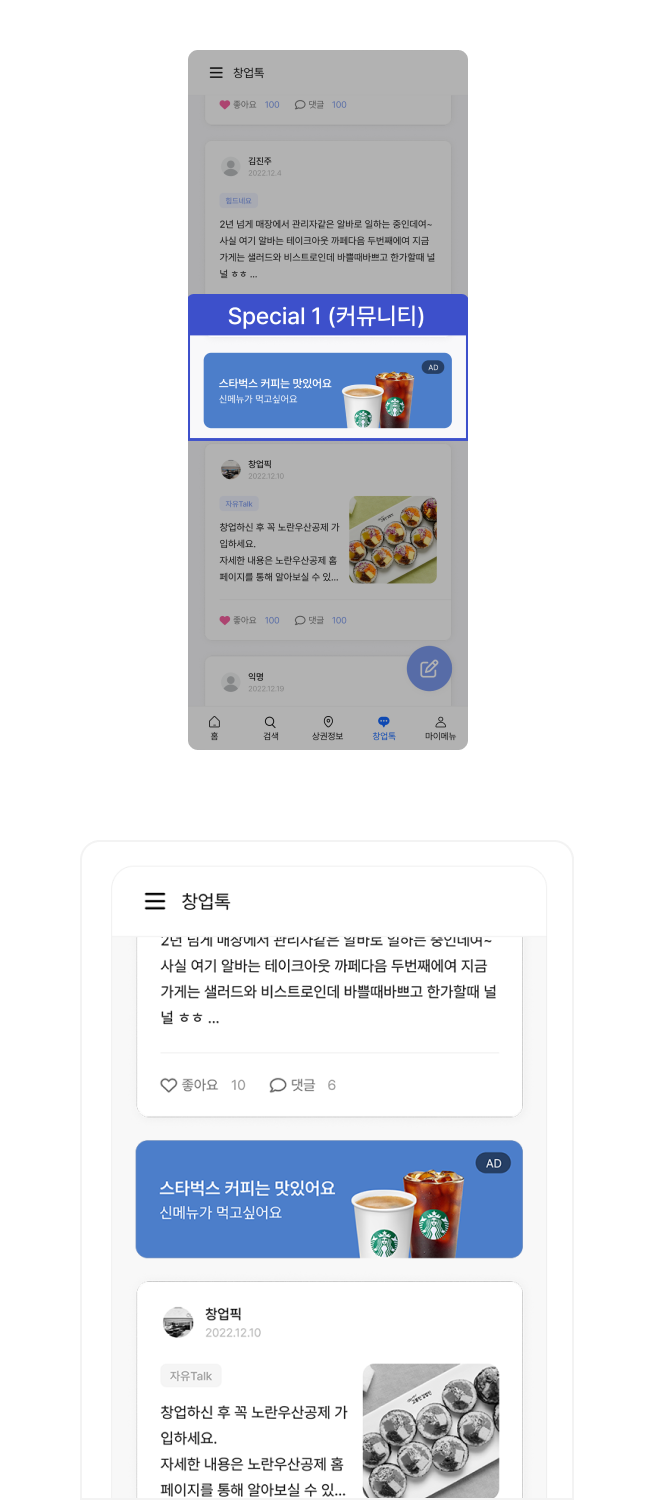 창업톡
좋아요 100 댓글 100
김진주
2022.12.4
힘드네요
2년 넘게 매장에서 관리자같은 알바로 일하는 중인데여~
사실 여기 알바는 테이크아웃 까페다음 두번째에여 지금
가게는 샐러드와 비스트로인데 바쁠때바쁘고 한가할때 널
널 ㅎㅎ ...
Special 1 (커뮤니티)
AD
스타벅스 커피는 맛있어요
신메뉴가 먹고싶어요
창업픽
2022.12.10
자유Talk
창업하신 후 꼭 노란우산공제 가
입하세요.
자세한 내용은 노란우산공제 홈
페이지를 통해 알아보실 수 있...
좋아요 100 댓글 100
익명
2022.12.19
홈 검색 상권정보 창업톡 마이메뉴
창업톡
2년 넘게 매장에서 관리자같은 알바로 일하는 중인데여~
사실 여기 알바는 테이크아웃 까페다음 두번째에여 지금
가게는 샐러드와 비스트로인데 바쁠때바쁘고 한가할때 널
널 ㅎㅎ ...
좋아요 10 댓글 6
AD
스타벅스 커피는 맛있어요
신메뉴가 먹고싶어요
창업픽
2022.12.10
자유Talk
창업하신 후 꼭 노란우산공제 가
입하세요.
자세한 내용은 노란우산공제 홈
페이지를 통해 알아보실 수 있...